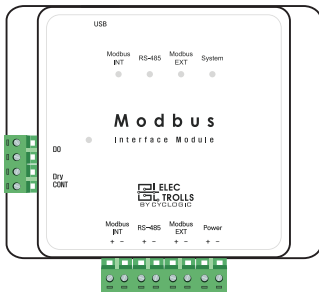 USB
Modbus INT RS-485 Modbus EXT System
Modbus
Interface Module
DO
Dry CONT
ELEC
TROLLS
BY CYCLOGIC
Modbus INT RS-485 Modbus EXT Power
+ - + - + - + -